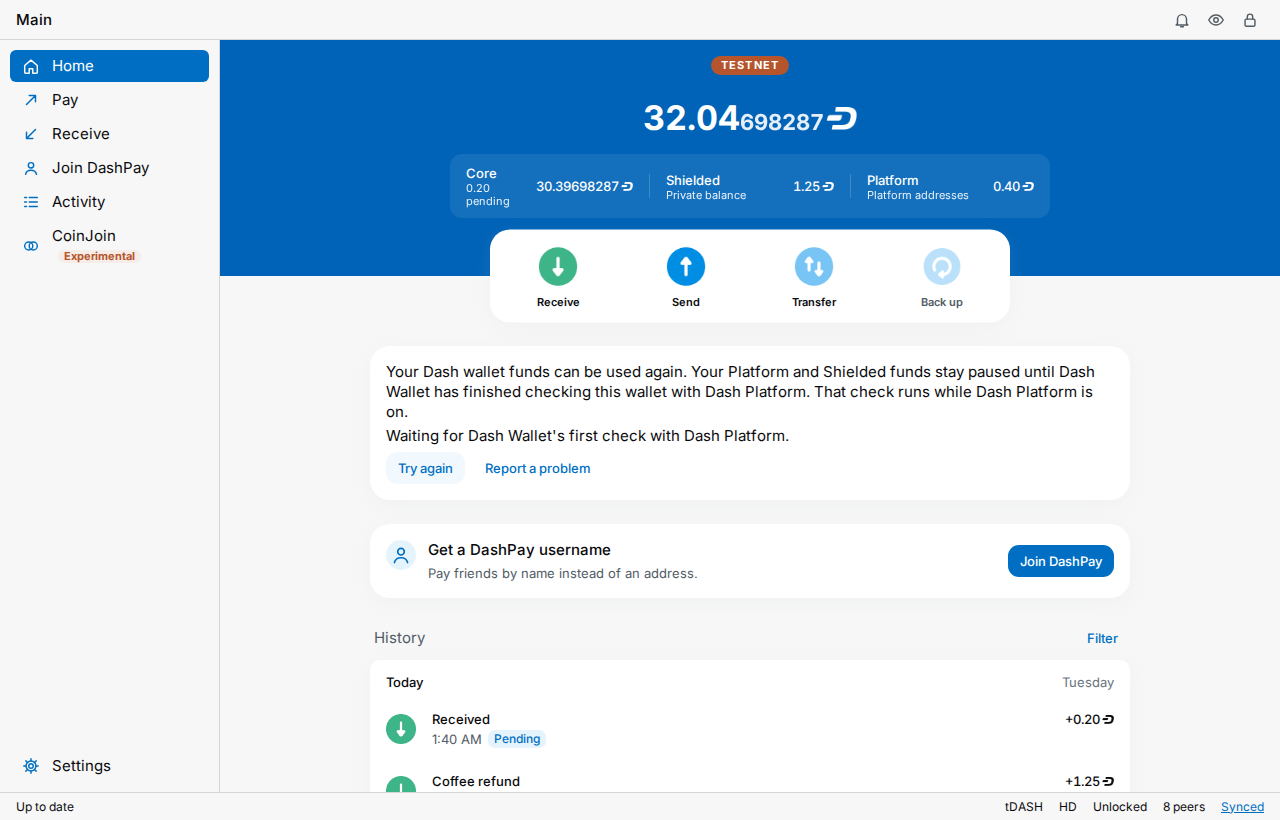 Main
Home
Pay
Receive
Join DashPay
Activity
CoinJoin
Experimental
Settings
TESTNET
32.04698287
Core
0.20 pending
30.39698287
Shielded
Private balance
1.25
Platform
Platform addresses
0.40
Receive
Send
Transfer
Back up
Your Dash wallet funds can be used again. Your Platform and Shielded funds stay paused until Dash
Wallet has finished checking this wallet with Dash Platform. That check runs while Dash Platform is
on.
Waiting for Dash Wallet's first check with Dash Platform.
Try again
Report a problem
Get a DashPay username
Pay friends by name instead of an address.
Join DashPay
History
Filter
Today
Tuesday
Received
+0.20
1:40 AM
Pending
Coffee refund
+1.25
Up to date
tDASH
HD
Unlocked
8 peers
Synced